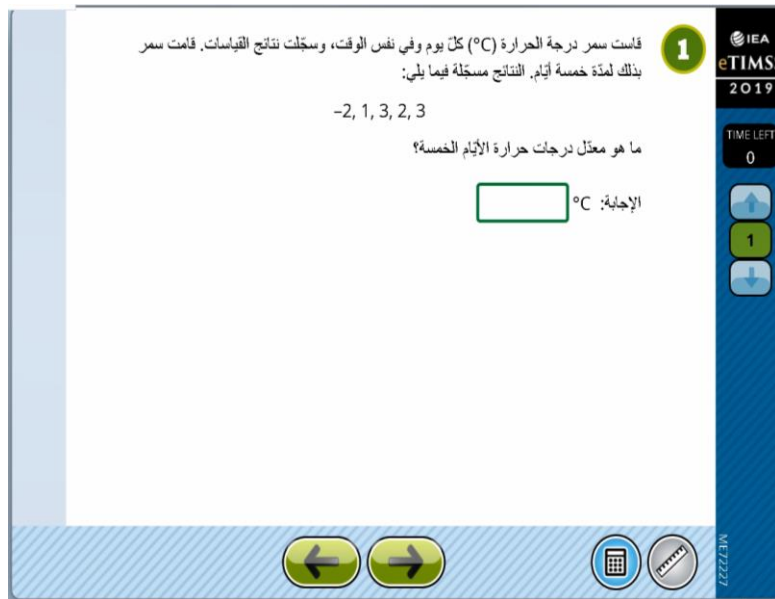 1
قاست سمر درجة الحرارة (°C) كلّ يوم وفي نفس الوقت، وسجّلت نتائج القياسات. قامت سمر
بذلك لمدّة خمسة أيّام. النتائج مسجّلة فيما يلي:
–2, 1, 3, 2, 3
ما هو معدّل درجات حرارة الأيّام الخمسة؟
الإجابة: °C
IEA
eTIMS
2019
TIME LEFT
0
1
ME72227